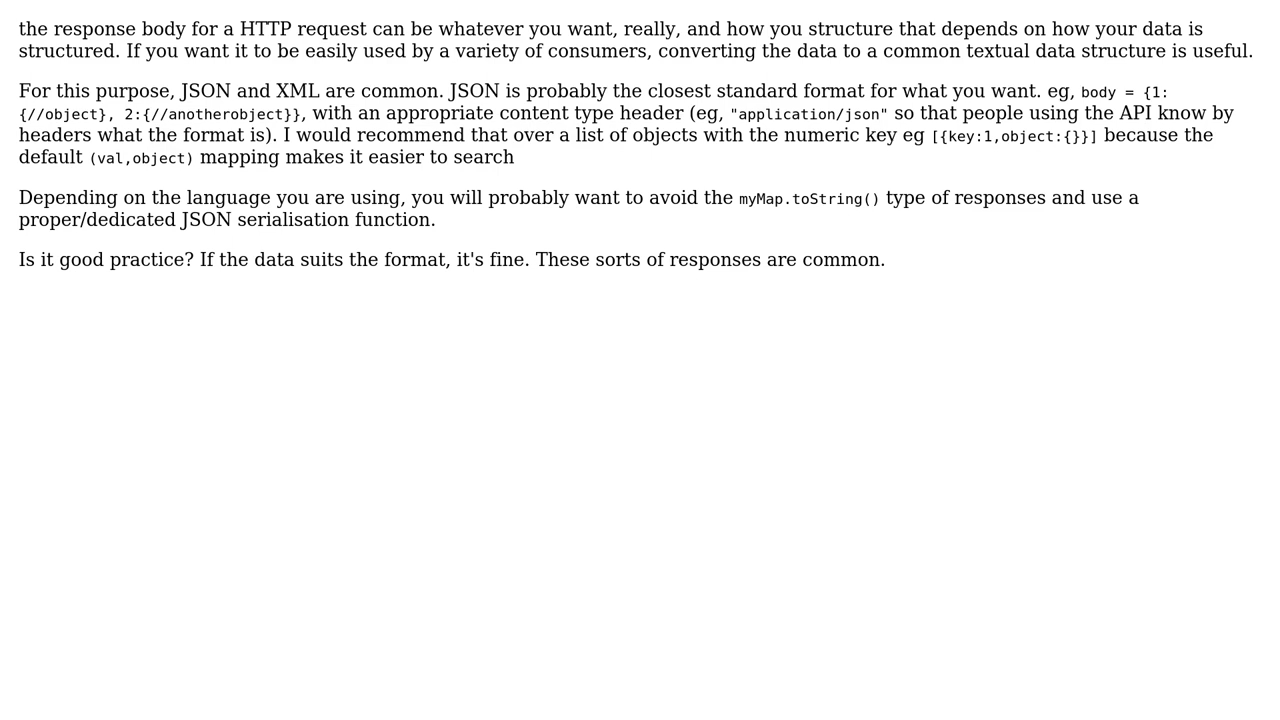 the response body for a HTTP request can be whatever you want, really, and how you structure that depends on how your data is
structured. If you want it to be easily used by a variety of consumers, converting the data to a common textual data structure is useful.
For this purpose, JSON and XML are common. JSON is probably the closest standard format for what you want. eg, body = {1:
{//object}, 2:{//anotherobject}}, with an appropriate content type header (eg, "application/json" so that people using the API know by
headers what the format is). I would recommend that over a list of objects with the numeric key eg [{key:1,object:{}}] because the
default (val,object) mapping makes it easier to search
Depending on the language you are using, you will probably want to avoid the myMap.toString() type of responses and use a
proper/dedicated JSON serialisation function.
Is it good practice? If the data suits the format, it's fine. These sorts of responses are common.